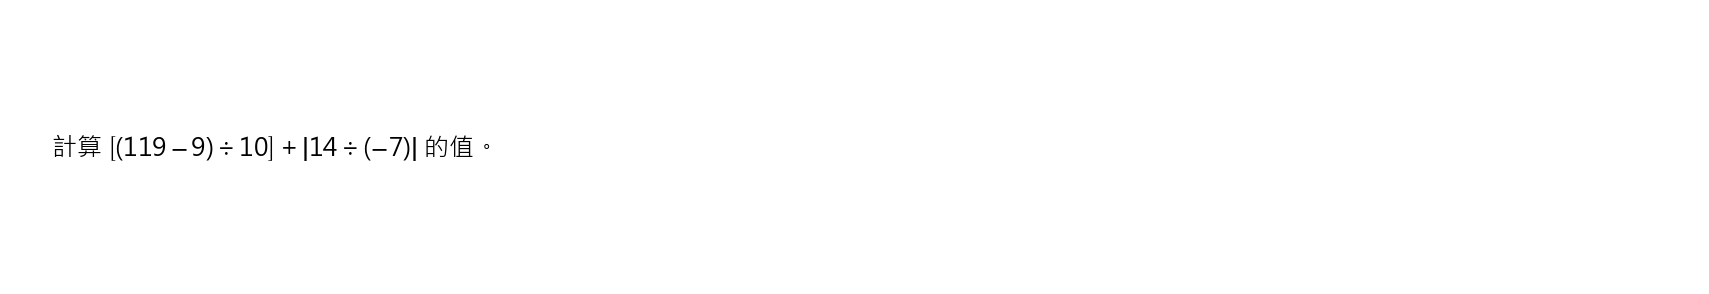 計算 [(119 – 9) ÷ 10] + |14 ÷ (–7)| 的值。